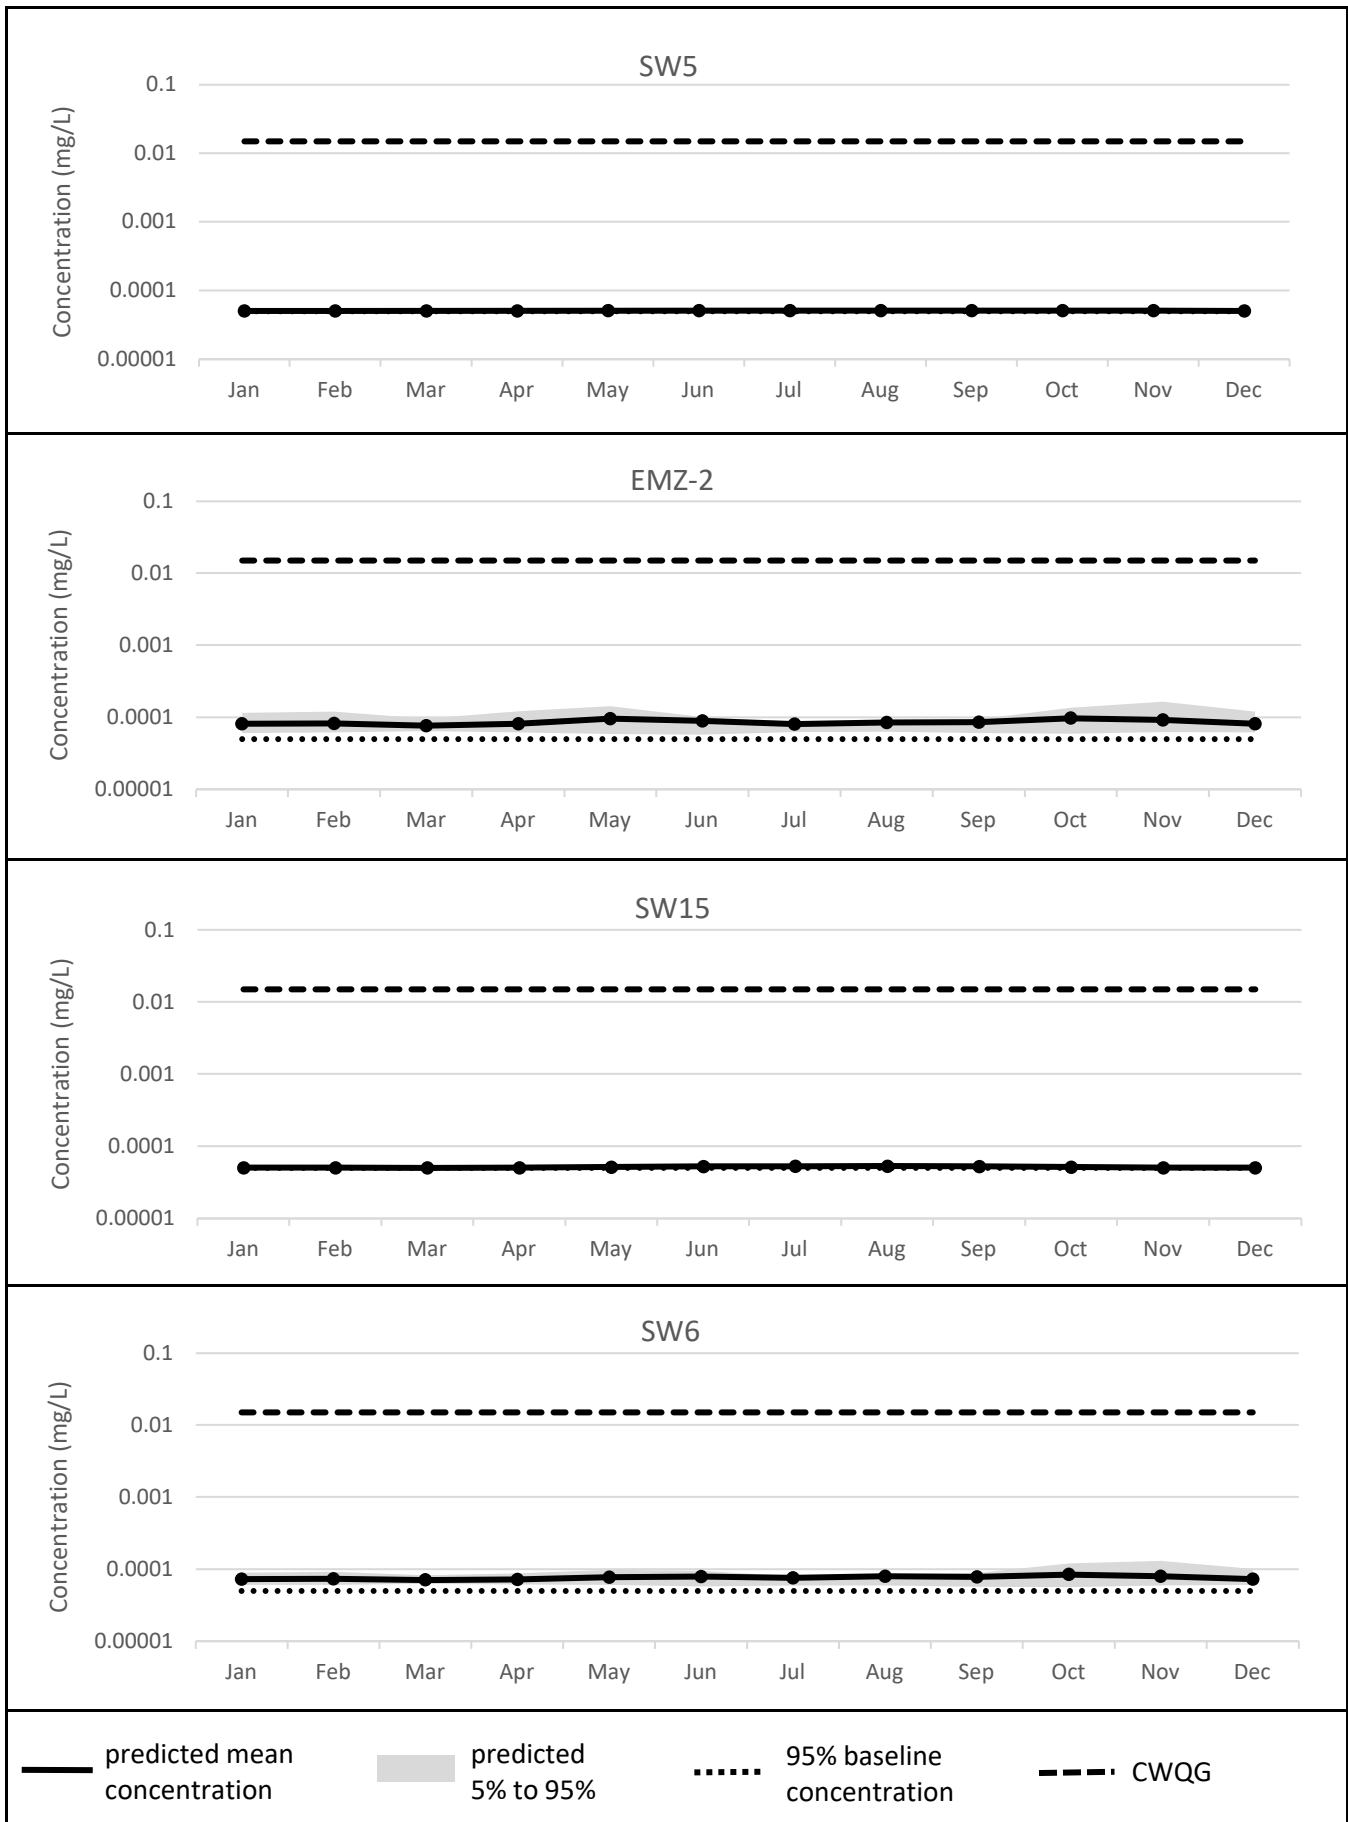 SW5
Concentration (mg/L)
0.1
0.01
0.001
0.0001
0.00001
Jan Feb Mar Apr May Jun Jul Aug Sep Oct Nov Dec
EMZ-2
Concentration (mg/L)
0.1
0.01
0.001
0.0001
0.00001
Jan Feb Mar Apr May Jun Jul Aug Sep Oct Nov Dec
SW15
Concentration (mg/L)
0.1
0.01
0.001
0.0001
0.00001
Jan Feb Mar Apr May Jun Jul Aug Sep Oct Nov Dec
SW6
Concentration (mg/L)
0.1
0.01
0.001
0.0001
0.00001
Jan Feb Mar Apr May Jun Jul Aug Sep Oct Nov Dec
predicted mean
concentration
predicted
5% to 95%
95% baseline
concentration
CWQG